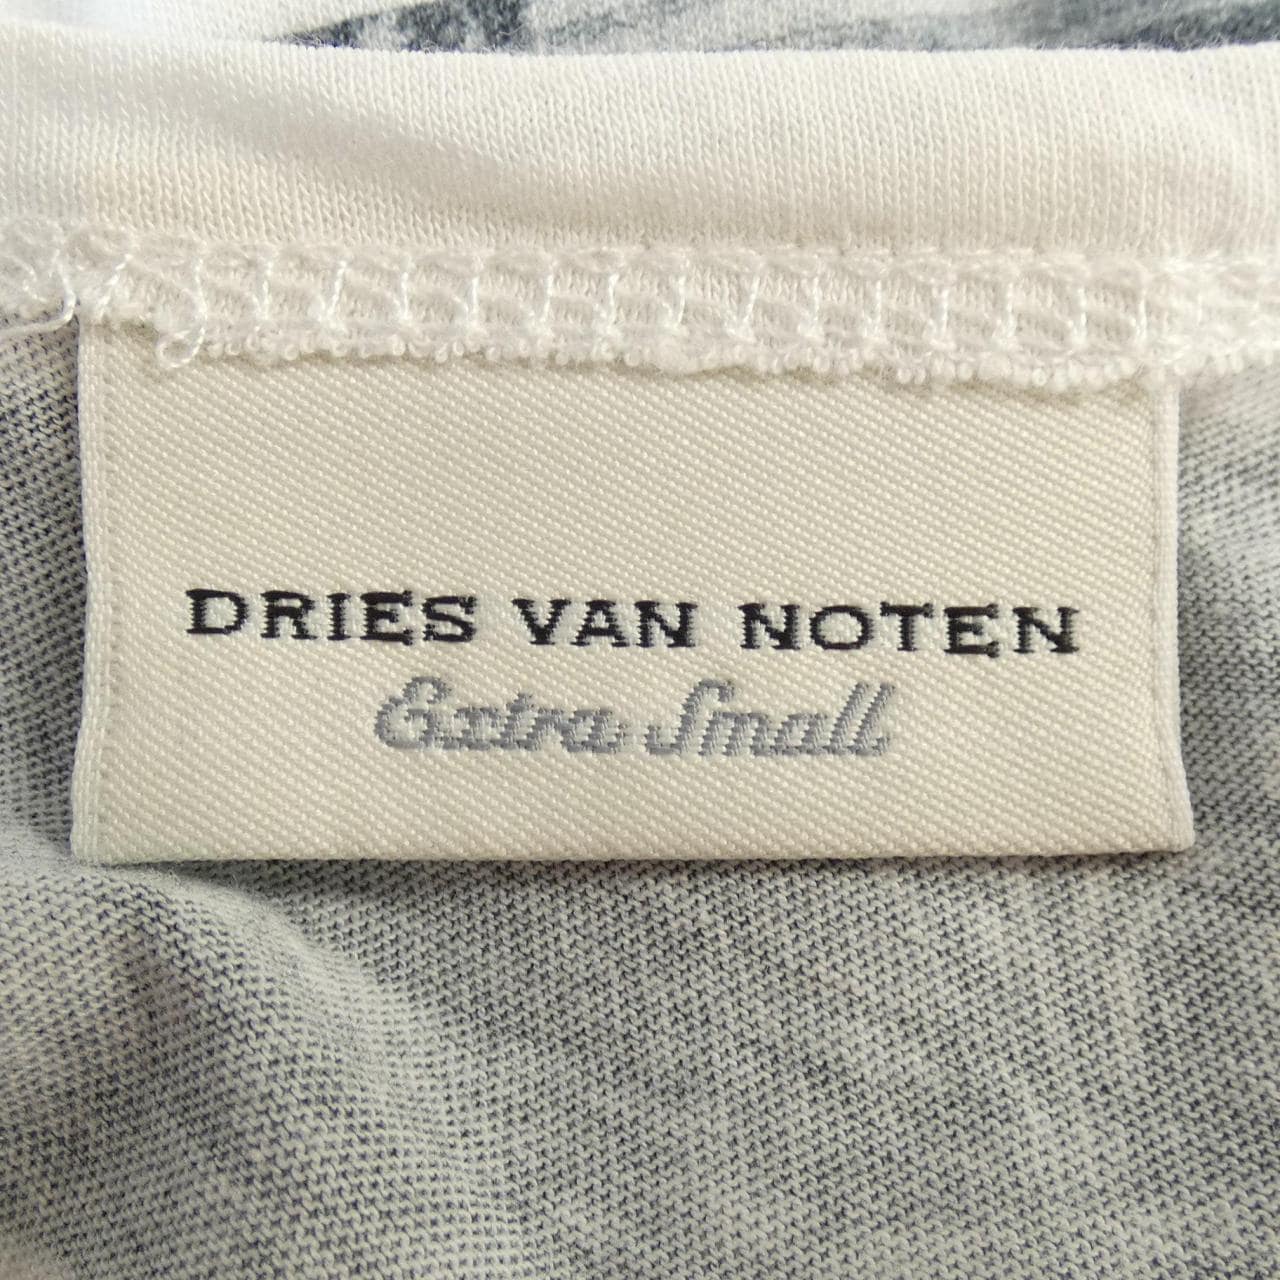 DRIES VAN NOTEN
Extra Small